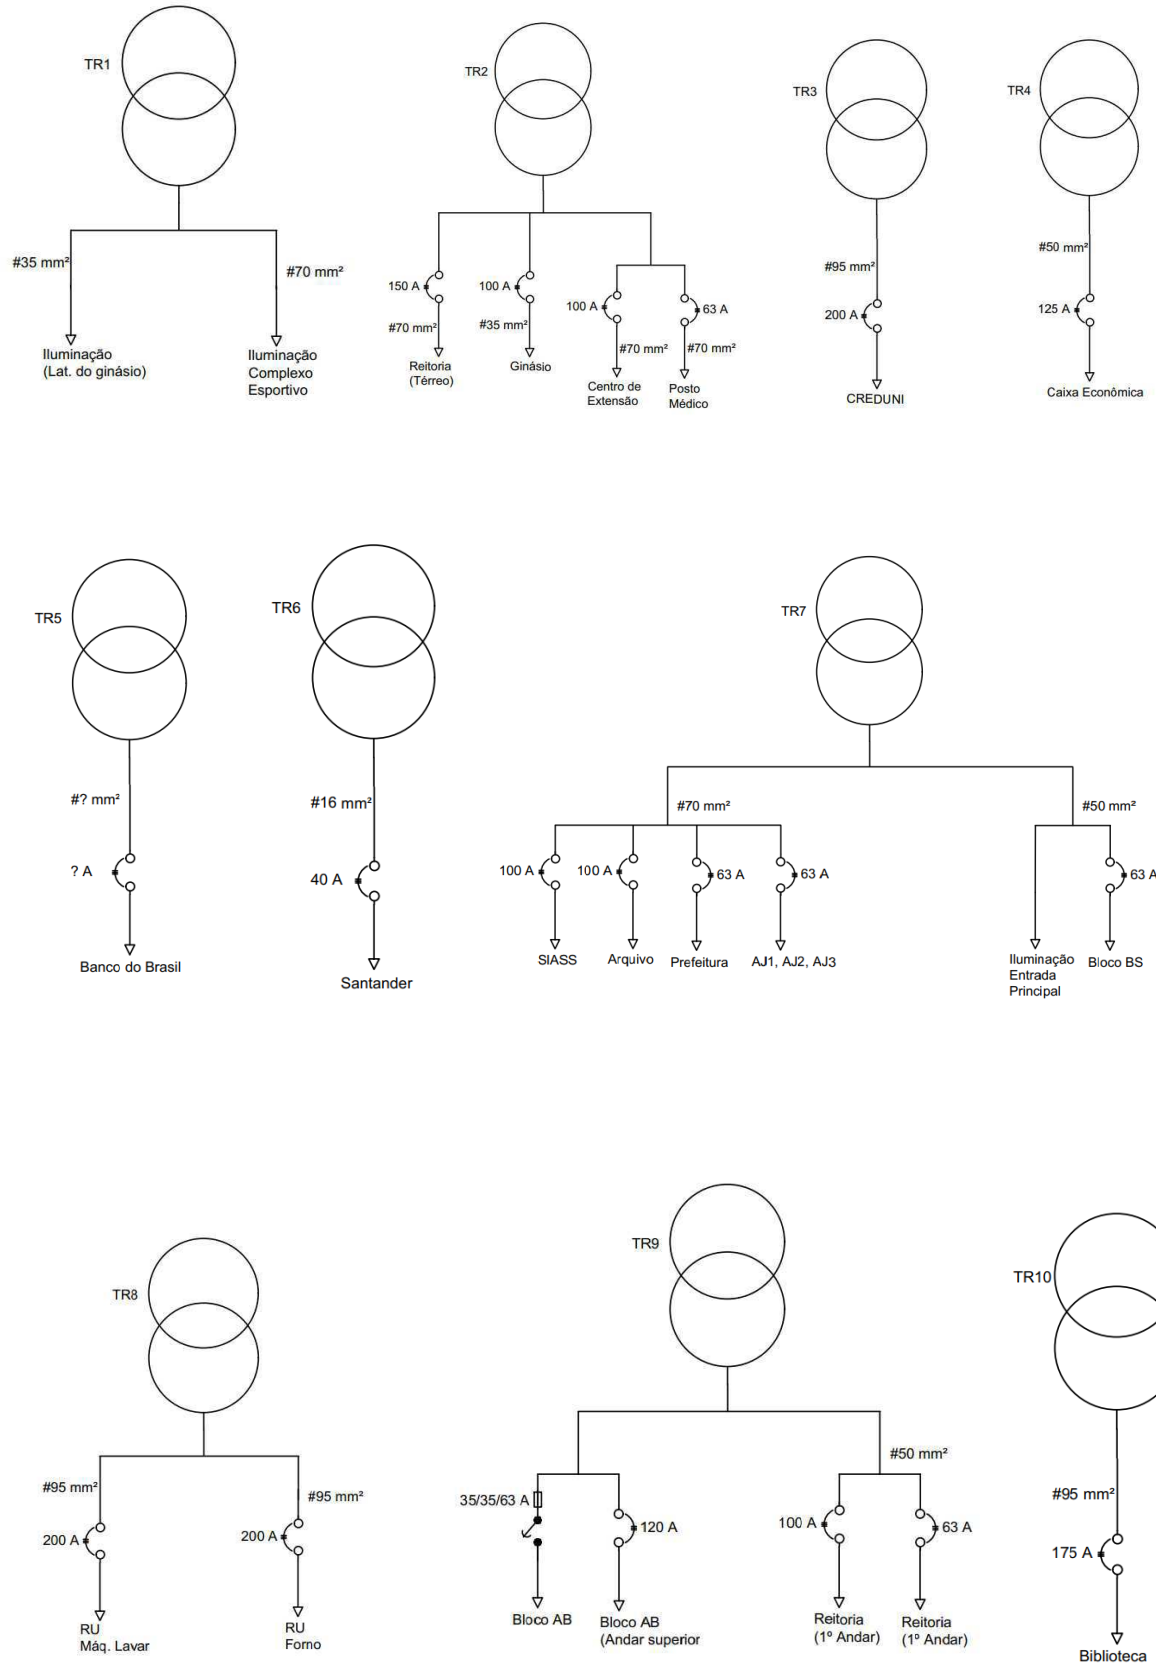 TR1
#35 mm²
#70 mm²
Iluminação
(Lat. do ginásio)
Iluminação
Complexo
Esportivo
TR2
150 A
#70 mm²
Reitoria
(Térreo)
100 A
#35 mm²
Ginásio
100 A
#70 mm²
Centro de
Extensão
63 A
#70 mm²
Posto
Médico
TR3
#95 mm²
200 A
CREDUNI
TR4
#50 mm²
125 A
Caixa Econômica
TR5
#? mm²
? A
Banco do Brasil
TR6
#16 mm²
40 A
Santander
TR7
#70 mm²
100 A
SIASS
100 A
Arquivo
63 A
Prefeitura
63 A
AJ1, AJ2, AJ3
#50 mm²
Iluminação
Entrada
Principal
63 A
Bloco BS
TR8
#95 mm²
200 A
RU
Máq. Lavar
#95 mm²
200 A
RU
Forno
TR9
35/35/63 A
Bloco AB
120 A
Bloco AB
(Andar superior
#50 mm²
100 A
Reitoria
(1º Andar)
63 A
Reitoria
(1º Andar)
TR10
#95 mm²
175 A
Biblioteca